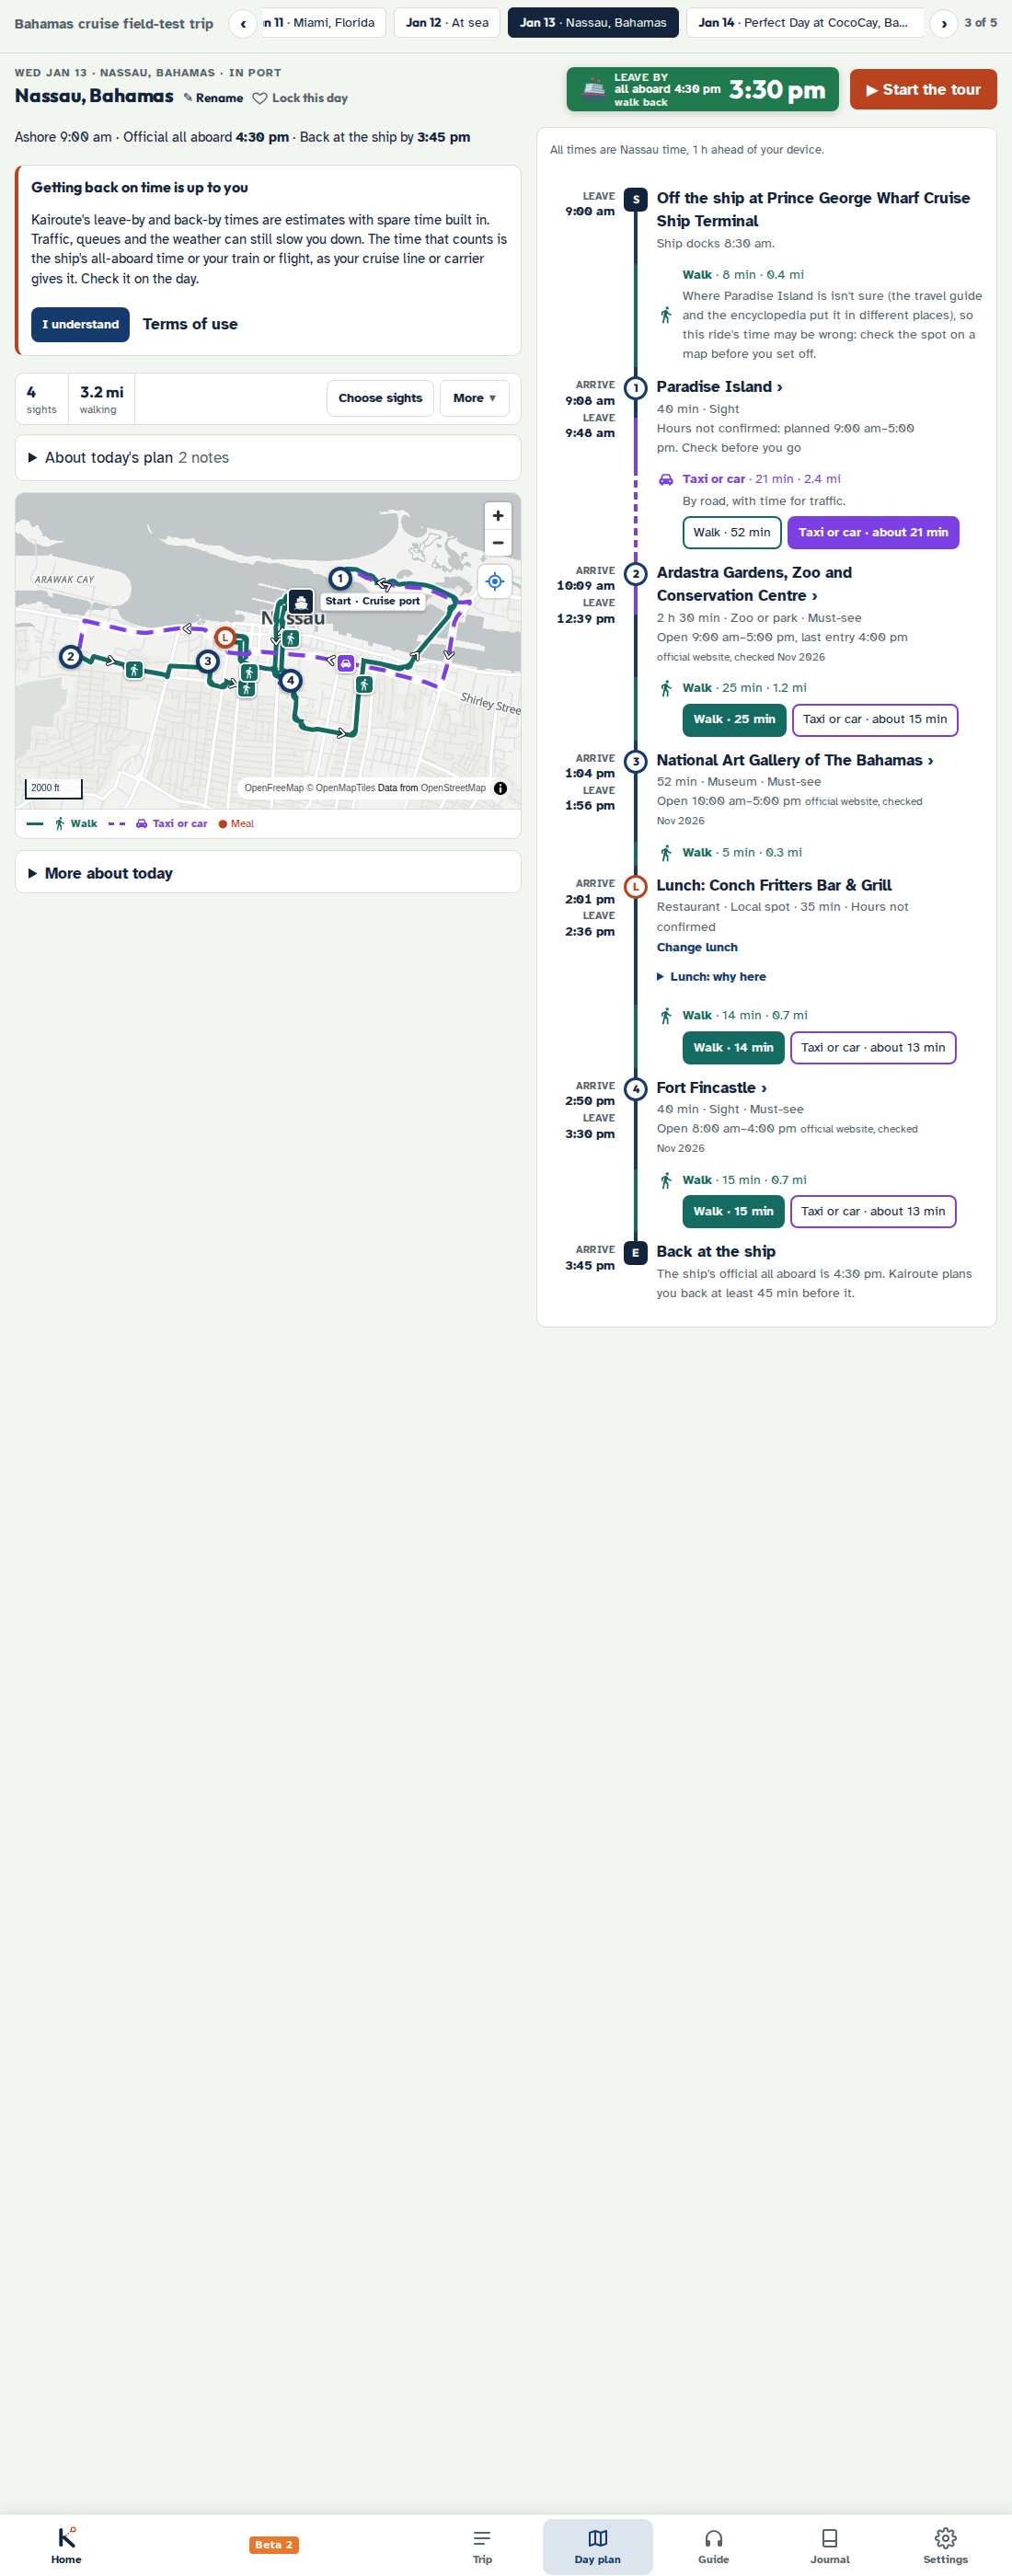 Bahamas cruise field-test trip
‹
n 11 · Miami, Florida
Jan 12 · At sea
Jan 13 · Nassau, Bahamas
Jan 14 · Perfect Day at CocoCay, Ba...
›
3 of 5
WED JAN 13 · NASSAU, BAHAMAS · IN PORT
Nassau, Bahamas
✎ Rename
Lock this day
LEAVE BY
all aboard 4:30 pm
walk back
3:30 pm
▶ Start the tour
Ashore 9:00 am · Official all aboard 4:30 pm · Back at the ship by 3:45 pm
Getting back on time is up to you
Kairoute's leave-by and back-by times are estimates with spare time built in.
Traffic, queues and the weather can still slow you down. The time that counts is
the ship's all-aboard time or your train or flight, as your cruise line or carrier
gives it. Check it on the day.
I understand
Terms of use
4
sights
3.2 mi
walking
Choose sights
More ▼
▶ About today's plan 2 notes
ARAWAK CAY
Nassau
Start · Cruise port
Shirley Stree
1
2
3
4
L
+
−
2000 ft
OpenFreeMap © OpenMapTiles Data from OpenStreetMap
Walk
Taxi or car
Meal
▶ More about today
All times are Nassau time, 1 h ahead of your device.
LEAVE
9:00 am
S
Off the ship at Prince George Wharf Cruise
Ship Terminal
Ship docks 8:30 am.
Walk · 8 min · 0.4 mi
Where Paradise Island is isn't sure (the travel guide
and the encyclopedia put it in different places), so
this ride's time may be wrong: check the spot on a
map before you set off.
ARRIVE
9:08 am
LEAVE
9:48 am
1
Paradise Island ›
40 min · Sight
Hours not confirmed: planned 9:00 am–5:00
pm. Check before you go
Taxi or car · 21 min · 2.4 mi
By road, with time for traffic.
Walk · 52 min
Taxi or car · about 21 min
ARRIVE
10:09 am
LEAVE
12:39 pm
2
Ardastra Gardens, Zoo and
Conservation Centre ›
2 h 30 min · Zoo or park · Must-see
Open 9:00 am–5:00 pm, last entry 4:00 pm
official website, checked Nov 2026
Walk · 25 min · 1.2 mi
Walk · 25 min
Taxi or car · about 15 min
ARRIVE
1:04 pm
LEAVE
1:56 pm
3
National Art Gallery of The Bahamas ›
52 min · Museum · Must-see
Open 10:00 am–5:00 pm official website, checked
Nov 2026
Walk · 5 min · 0.3 mi
ARRIVE
2:01 pm
LEAVE
2:36 pm
L
Lunch: Conch Fritters Bar & Grill
Restaurant · Local spot · 35 min · Hours not
confirmed
Change lunch
▶ Lunch: why here
Walk · 14 min · 0.7 mi
Walk · 14 min
Taxi or car · about 13 min
ARRIVE
2:50 pm
LEAVE
3:30 pm
4
Fort Fincastle ›
40 min · Sight · Must-see
Open 8:00 am–4:00 pm official website, checked
Nov 2026
Walk · 15 min · 0.7 mi
Walk · 15 min
Taxi or car · about 13 min
ARRIVE
3:45 pm
E
Back at the ship
The ship's official all aboard is 4:30 pm. Kairoute plans
you back at least 45 min before it.
Home
Beta 2
Trip
Day plan
Guide
Journal
Settings